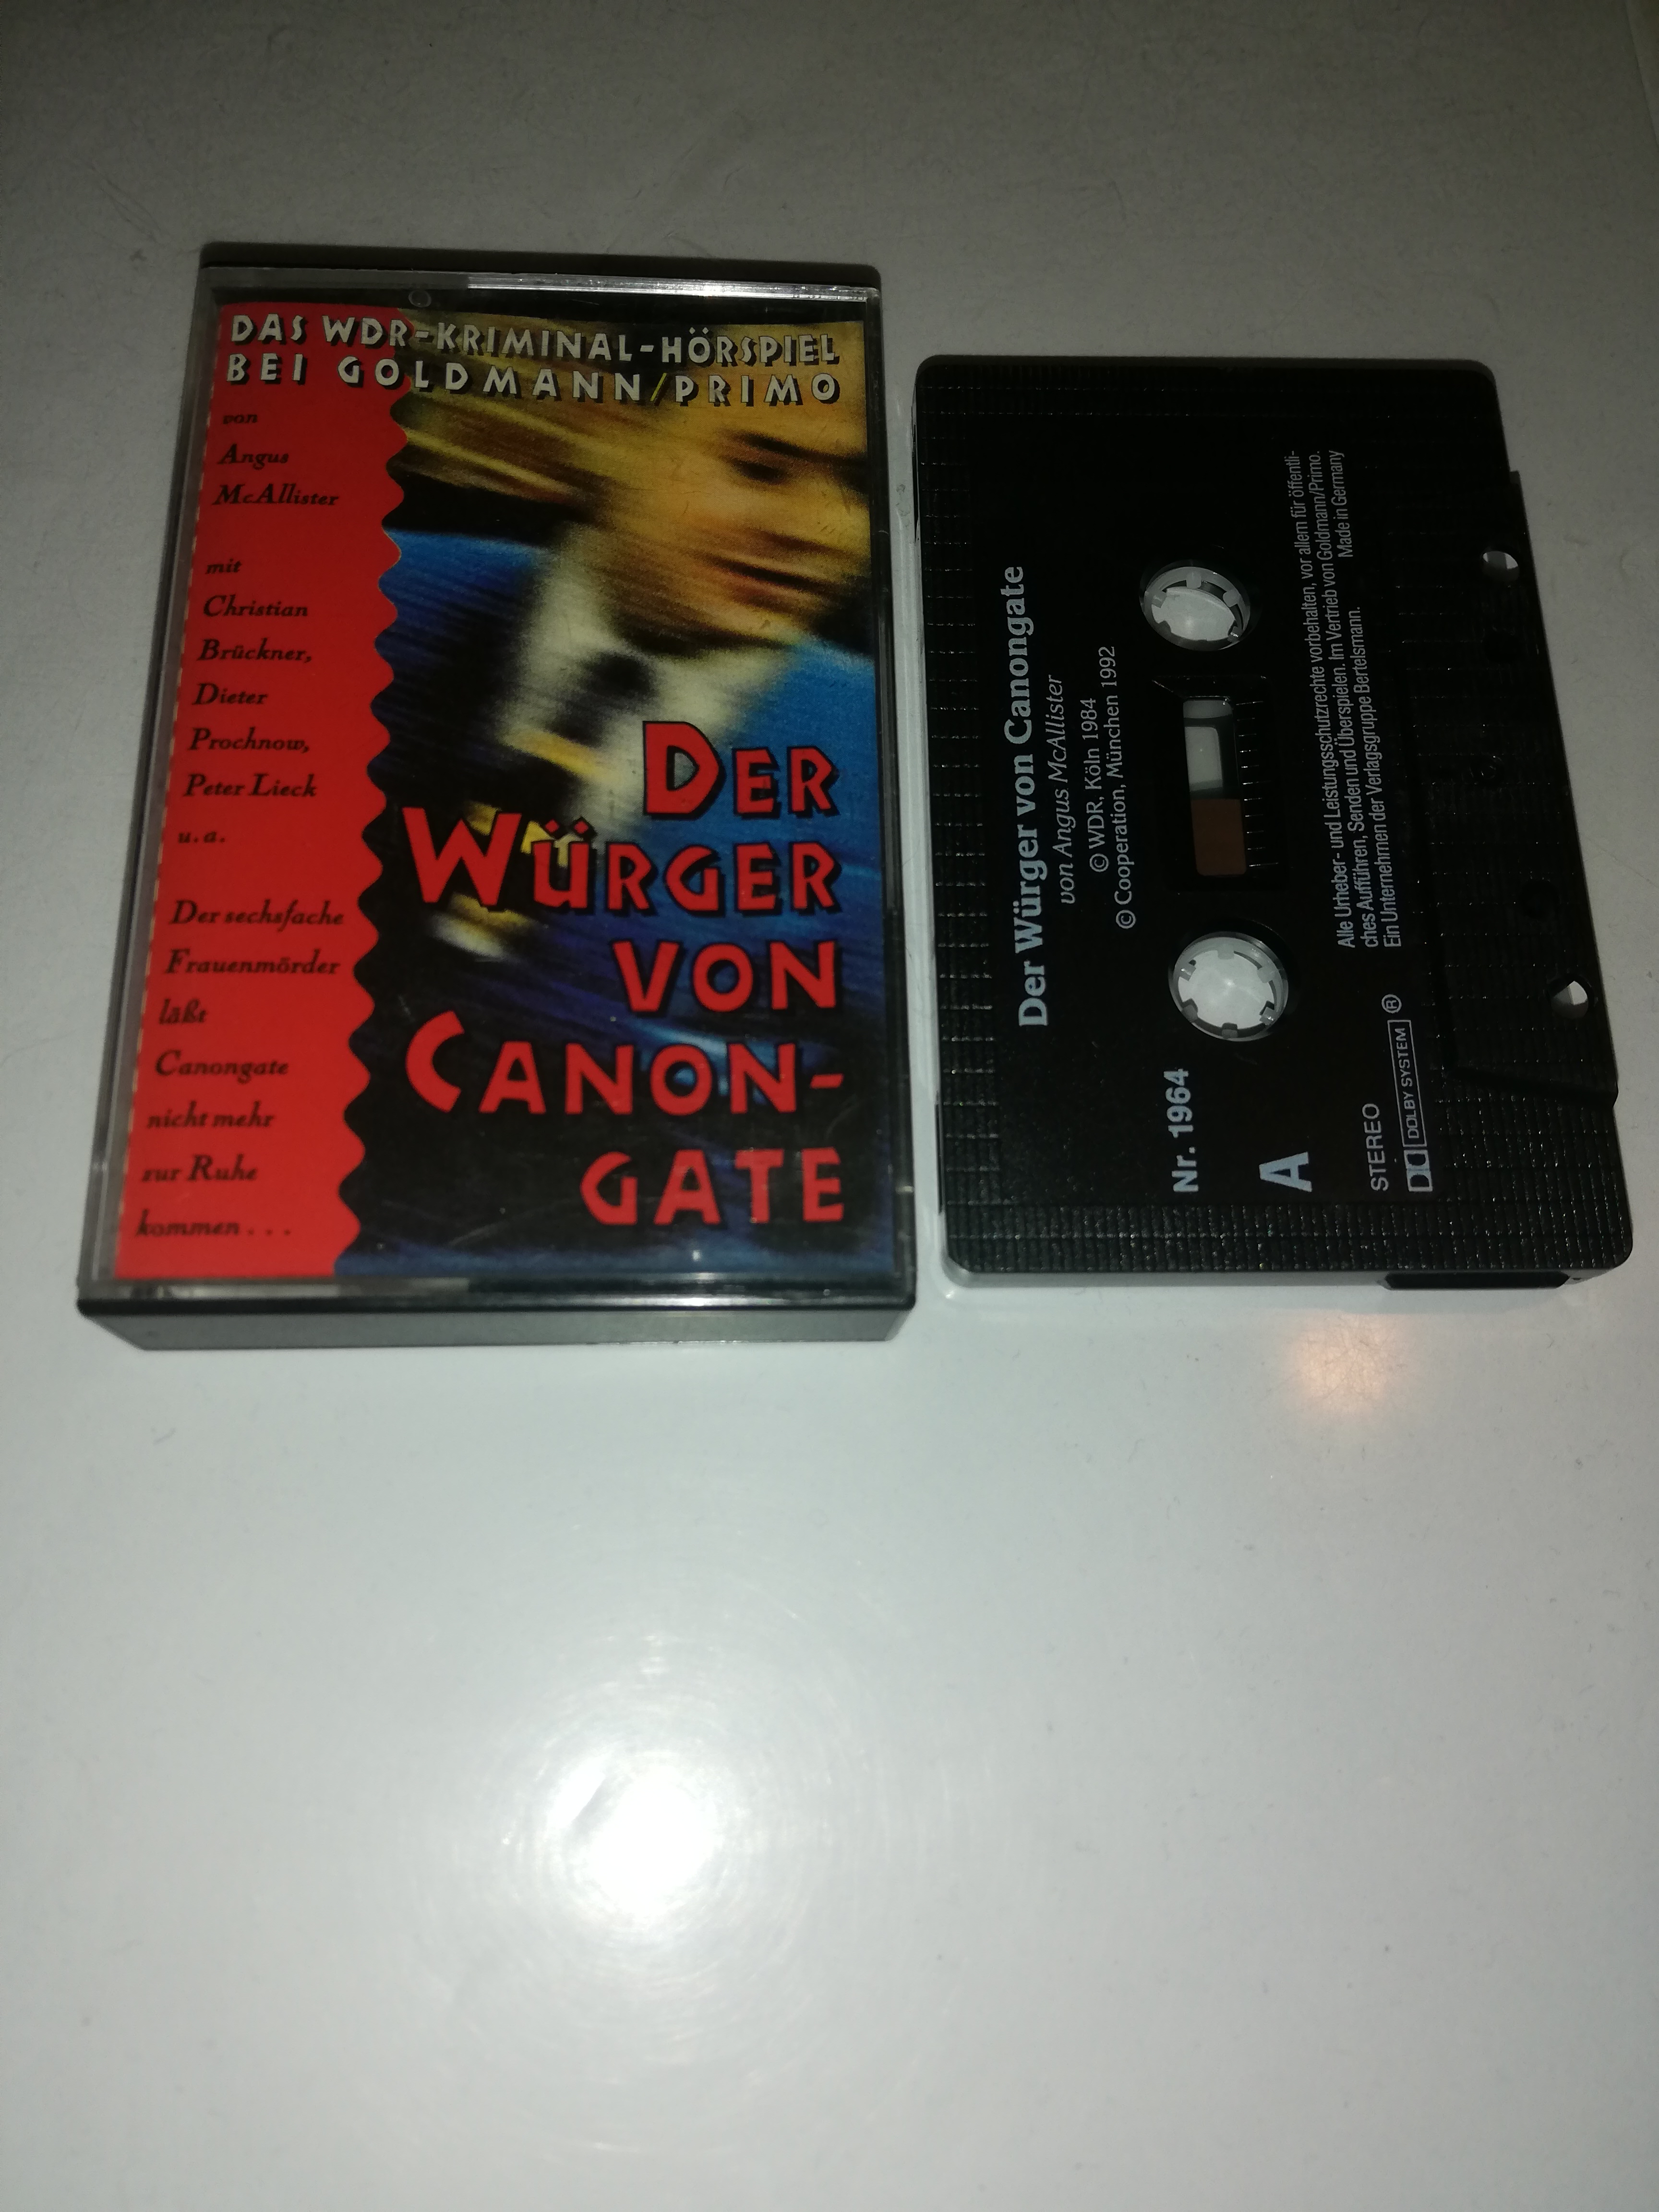 DAS WDR-KRIMINAL-HÖRSPIEL
BEI GOLDMANN/PRIMO
von
Angus
McAllister
mit
Christian
Brückner,
Dieter
Prochnow,
Peter Lieck
u. a.
Der sechsfache
Frauenmörder
läßt
Canongate
nicht mehr
zur Ruhe
kommen . . .
DER
WÜRGER
VON
CANON-
GATE
Der Würger von Canongate
von Angus McAllister
© WDR, Köln 1984
© Cooperation, München 1992
Nr. 1964
A
Alle Urheber- und Leistungsschutzrechte vorbehalten, vor allem für öffentli-
ches Aufführen, Senden und Überspielen. Im Vertrieb von Goldmann/Primo.
Ein Unternehmen der Verlagsgruppe Bertelsmann. Made in Germany
STEREO
DOLBY SYSTEM ®